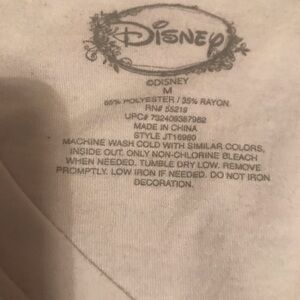 Disney
©DISNEY
M
65% POLYESTER / 35% RAYON
RN# 55219
UPC# 732409387982
MADE IN CHINA
STYLE JT16980
MACHINE WASH COLD WITH SIMILAR COLORS,
INSIDE OUT. ONLY NON-CHLORINE BLEACH
WHEN NEEDED. TUMBLE DRY LOW. REMOVE
PROMPTLY. LOW IRON IF NEEDED. DO NOT IRON
DECORATION.